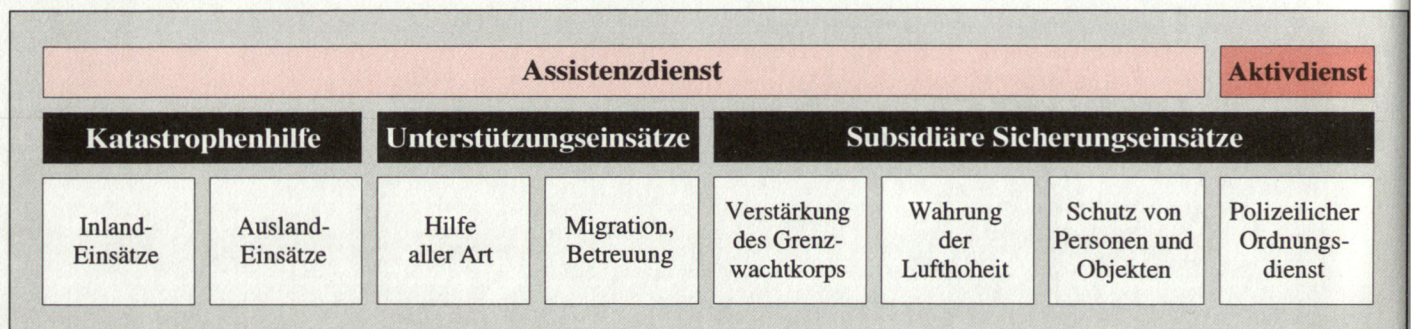 Assistenzdienst
Aktivdienst
Katastrophenhilfe
Unterstützungseinsätze
Subsidiäre Sicherungseinsätze
Inland-
Einsätze
Ausland-
Einsätze
Hilfe
aller Art
Migration,
Betreuung
Verstärkung
des Grenz-
wachtkorps
Wahrung
der
Lufthoheit
Schutz von
Personen und
Objekten
Polizeilicher
Ordnungs-
dienst